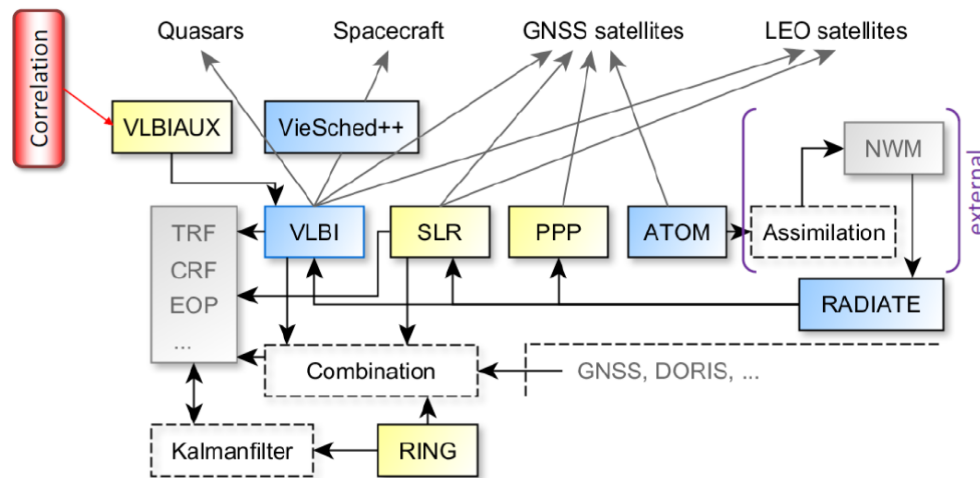 Quasars
Spacecraft
GNSS satellites
LEO satellites
Correlation
VLBIAUX
VieSched++
NWM
external
TRF
CRF
EOP
...
VLBI
SLR
PPP
ATOM
Assimilation
RADIATE
Combination
GNSS, DORIS, ...
Kalmanfilter
RING